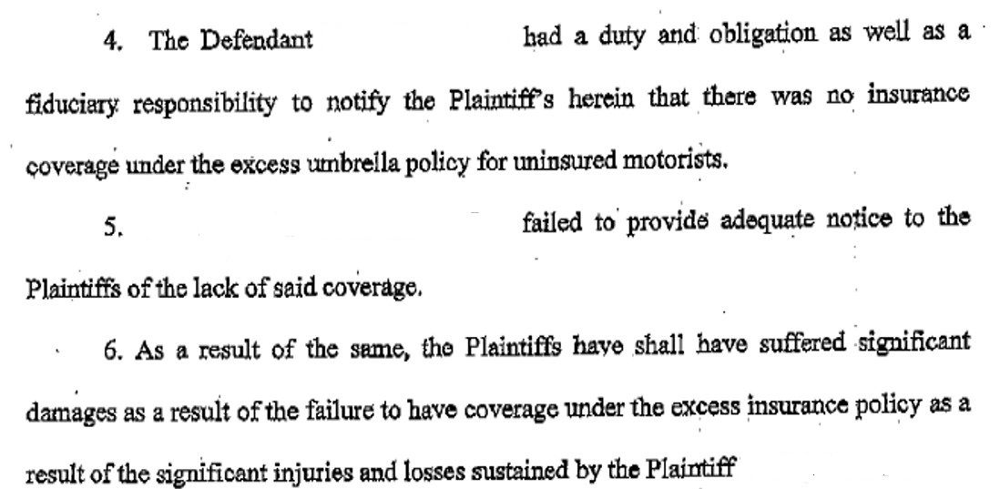 4. The Defendant had a duty and obligation as well as a
fiduciary responsibility to notify the Plaintiff's herein that there was no insurance
coverage under the excess umbrella policy for uninsured motorists.
5. failed to provide adequate notice to the
Plaintiffs of the lack of said coverage.
6. As a result of the same, the Plaintiffs have shall have suffered significant
damages as a result of the failure to have coverage under the excess insurance policy as a
result of the significant injuries and losses sustained by the Plaintiff